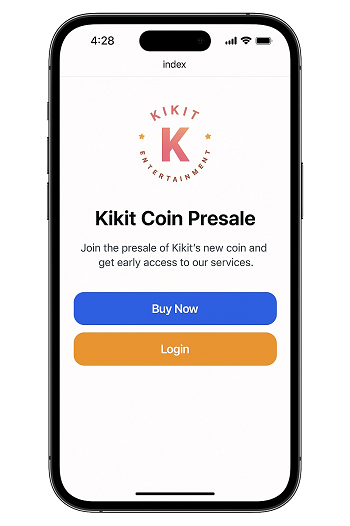 4:28
index
KIKIT
K
ENTERTAINMENT
Kikit Coin Presale
Join the presale of Kikit's new coin and
get early access to our services.
Buy Now
Login